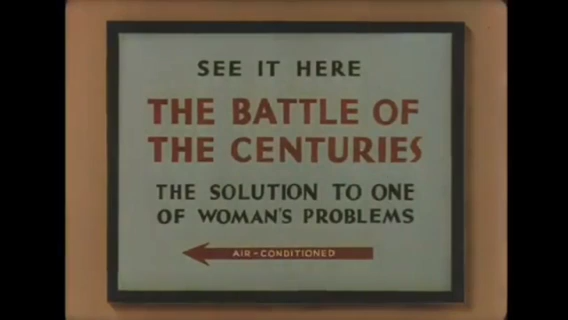 SEE IT HERE
THE BATTLE OF
THE CENTURIES
THE SOLUTION TO ONE
OF WOMAN'S PROBLEMS
AIR-CONDITIONED